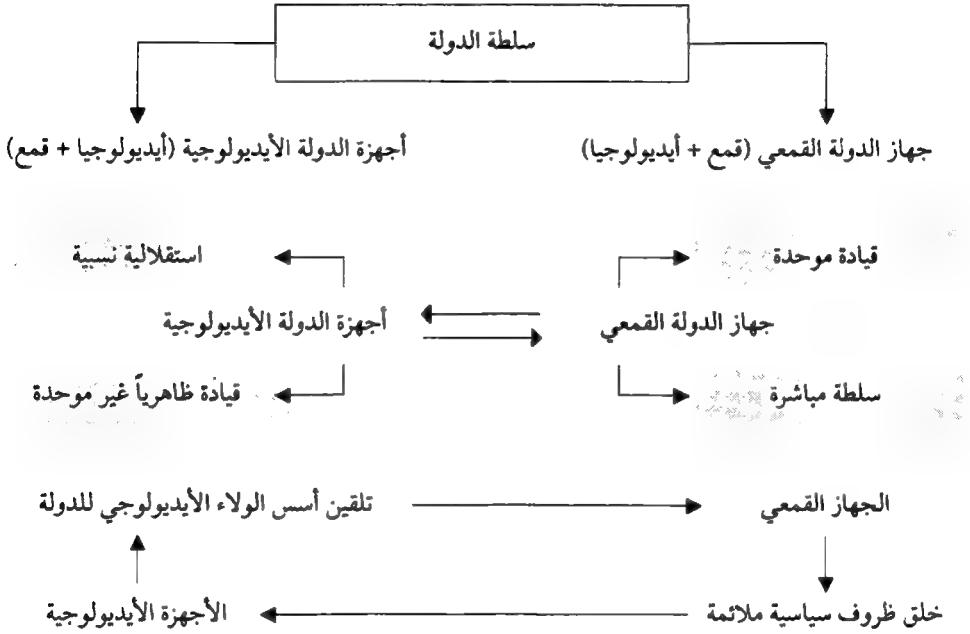 سلطة الدولة
جهاز الدولة القمعي (قمع + أيديولوجيا)
أجهزة الدولة الأيديولوجية (أيديولوجيا + قمع)
قيادة موحدة
استقلالية نسبية
جهاز الدولة القمعي
أجهزة الدولة الأيديولوجية
سلطة مباشرة
قيادة ظاهرياً غير موحدة
الجهاز القمعي
تلقين أسس الولاء الأيديولوجي للدولة
خلق ظروف سياسية ملائمة
الأجهزة الأيديولوجية